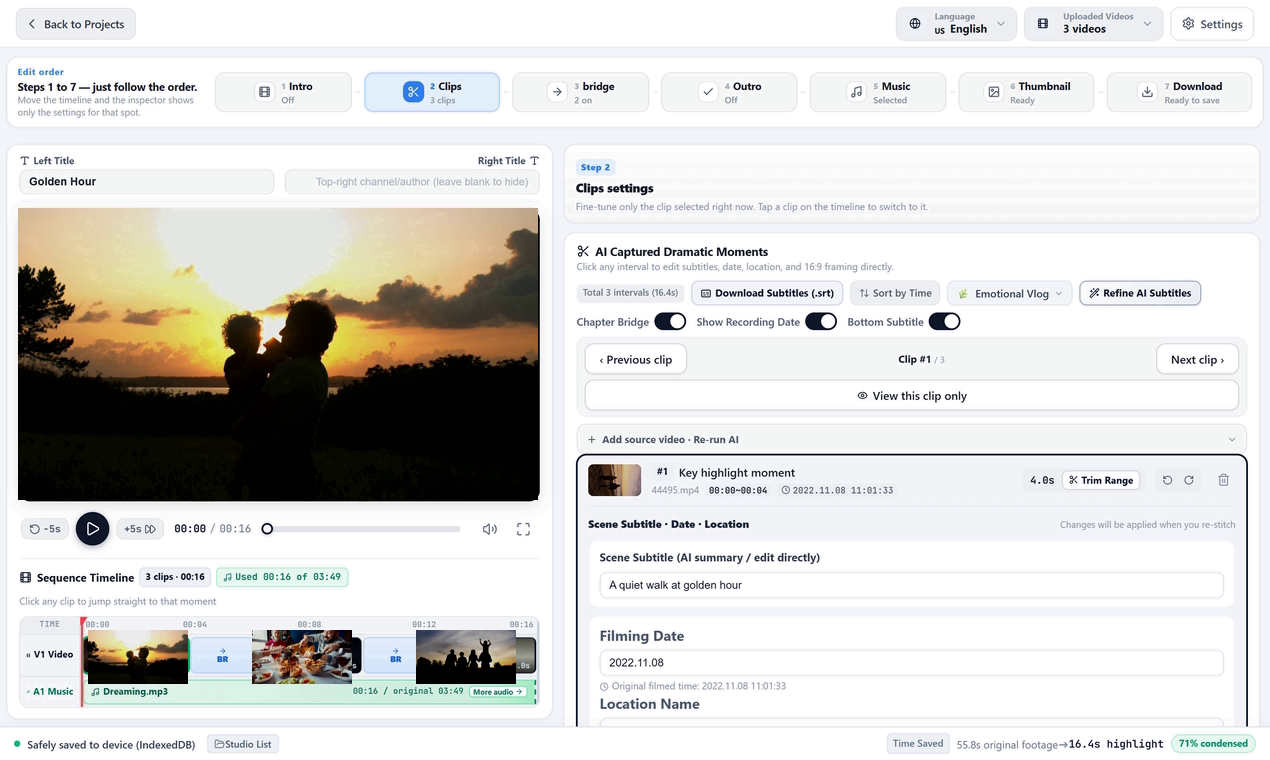 Back to Projects
Language
US English
Uploaded Videos
3 videos
Settings
Edit order
Steps 1 to 7 — just follow the order.
Move the timeline and the inspector shows
only the settings for that spot.
1 Intro
Off
2 Clips
3 clips
3 bridge
2 on
4 Outro
Off
5 Music
Selected
6 Thumbnail
Ready
7 Download
Ready to save
Left Title
Right Title
Golden Hour
Top-right channel/author (leave blank to hide)
-5s
+5s
00:00 / 00:16
Sequence Timeline
3 clips · 00:16
Used 00:16 of 03:49
Click any clip to jump straight to that moment
TIME
00:00
00:04
00:08
00:12
00:16
V1 Video
BR
s
BR
.0s
A1 Music
Dreaming.mp3
00:16 / original 03:49
More audio →
Step 2
Clips settings
Fine-tune only the clip selected right now. Tap a clip on the timeline to switch to it.
AI Captured Dramatic Moments
Click any interval to edit subtitles, date, location, and 16:9 framing directly.
Total 3 intervals (16.4s)
Download Subtitles (.srt)
Sort by Time
Emotional Vlog
Refine AI Subtitles
Chapter Bridge
Show Recording Date
Bottom Subtitle
‹ Previous clip
Clip #1 / 3
Next clip ›
View this clip only
+ Add source video · Re-run AI
#1 Key highlight moment
44495.mp4 00:00~00:04 2022.11.08 11:01:33
4.0s
Trim Range
Scene Subtitle · Date · Location
Changes will be applied when you re-stitch
Scene Subtitle (AI summary / edit directly)
A quiet walk at golden hour
Filming Date
2022.11.08
Original filmed time: 2022.11.08 11:01:33
Location Name
Safely saved to device (IndexedDB)
Studio List
Time Saved
55.8s original footage→16.4s highlight
71% condensed